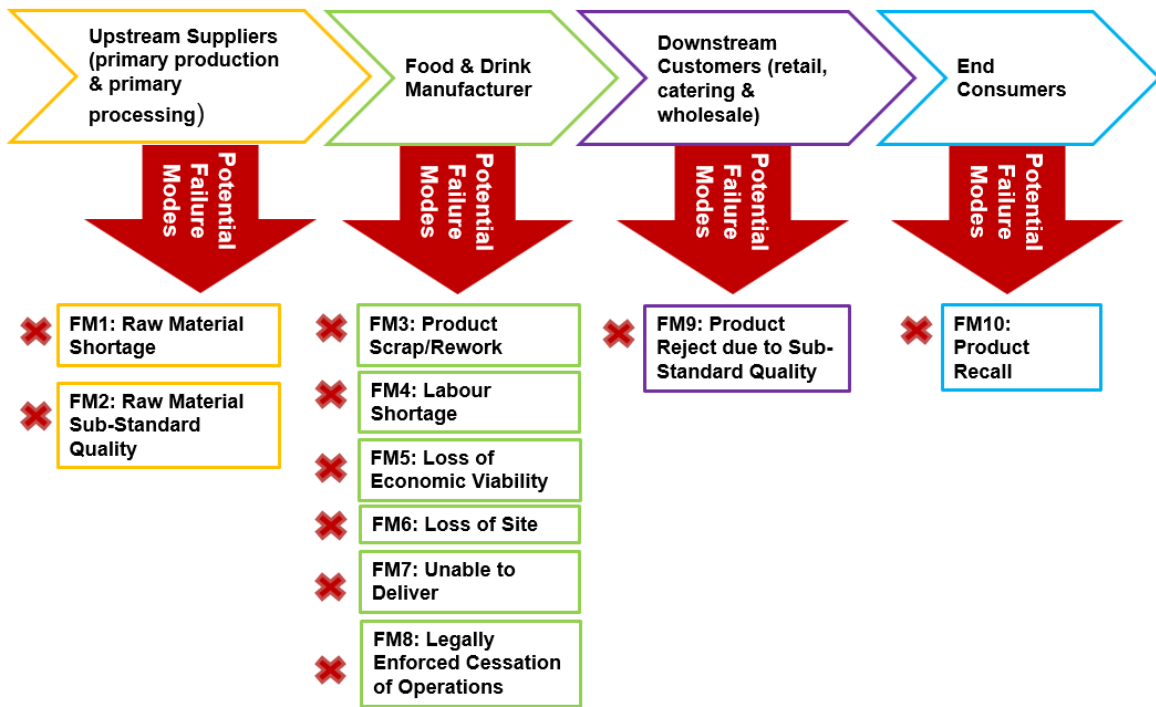 Upstream Suppliers
(primary production
& primary
processing)
Food & Drink
Manufacturer
Downstream
Customers (retail,
catering &
wholesale)
End
Consumers
Potential
Failure
Modes
Potential
Failure
Modes
Potential
Failure
Modes
Potential
Failure
Modes
FM1: Raw Material
Shortage
FM2: Raw Material
Sub-Standard
Quality
FM3: Product
Scrap/Rework
FM4: Labour
Shortage
FM5: Loss of
Economic Viability
FM6: Loss of Site
FM7: Unable to
Deliver
FM8: Legally
Enforced Cessation
of Operations
FM9: Product
Reject due to Sub-
Standard Quality
FM10:
Product
Recall